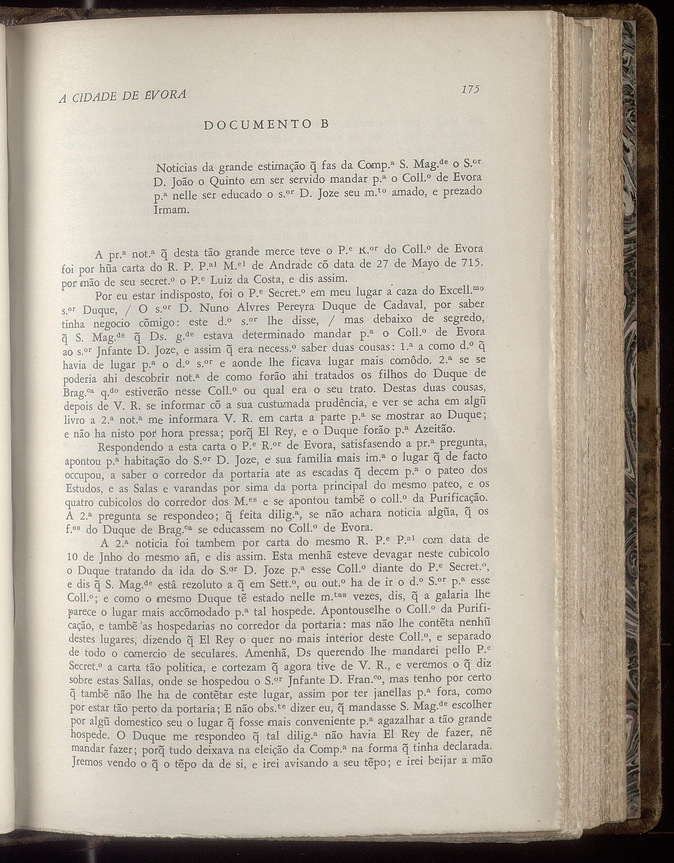 A CIDADE DE ÉVORA
175
DOCUMENTO B
Noticias da grande estimação q̃ fas da Comp.ª S. Mag.de o S.or
D. João o Quinto em ser servido mandar p.ª o Coll.º de Evora
p.ª nelle ser educado o s.or D. Joze seu m.to amado, e prezado
Irmam.
A pr.ª not.ª q̃ desta tão grande merce teve o P.e R.or do Coll.º de Evora
foi por hũa carta do R. P. P.al M.el de Andrade cõ data de 27 de Mayo de 715.
por mão de seu secret.º o P.e Luiz da Costa, e dis assim.
Por eu estar indisposto, foi o P.e Secret.º em meu lugar a caza do Excell.mo
s.or Duque, / O s.or D. Nuno Alvres Pereyra Duque de Cadaval, por saber
tinha negocio cõmigo: este d.º s.or lhe disse, / mas debaixo de segredo,
q̃ S. Mag.de q̃ Ds. g.de estava determinado mandar p.ª o Coll.º de Evora
ao s.or Jnfante D. Joze, e assim q̃ era necess.º saber duas cousas: 1.ª a como d.º q̃
havia de lugar p.ª o d.º s.or e aonde lhe ficava lugar mais comôdo. 2.ª se se
poderia ahi descobrir not.ª de como forão ahi tratados os filhos do Duque de
Brag.ça q.do estiverão nesse Coll.º ou qual era o seu trato. Destas duas cousas,
depois de V. R. se informar cõ a sua custumada prudência, e ver se acha em algũ
livro a 2.ª not.ª me informara V. R. em carta a parte p.ª se mostrar ao Duque;
e não ha nisto por hora pressa; porq̃ El Rey, e o Duque forão p.ª Azeitão.
Respondendo a esta carta o P.e R.or de Evora, satisfasendo a pr.ª pregunta,
apontou p.ª habitação do S.or D. Joze, e sua familia mais im.ª o lugar q̃ de facto
occupou, a saber o corredor da portaria ate as escadas q̃ decem p.ª o pateo dos
Estudos, e as Salas e varandas por sima da porta principal do mesmo pateo, e os
quatro cubicolos do corredor dos M.es e se apontou tambẽ o coll.º da Purificação.
Á 2.ª pregunta se respondeo; q̃ feita dilig.ª, se não achara noticia algũa, q̃ os
f.os do Duque de Brag.ça se educassem no Coll.º de Evora.
A 2.ª noticia foi tambem por carta do mesmo R. P.e P.al com data de
10 de Jnho do mesmo añ, e dis assim. Esta menhã esteve devagar neste cubicolo
o Duque tratando da ida do S.or D. Joze p.ª esse Coll.º diante do P.e Secret.º,
e dis q̃ S. Mag.de está rezoluto a q̃ em Sett.º, ou out.º ha de ir o d.º S.or p.ª esse
Coll.º; e como o mesmo Duque tẽ estado nelle m.tas vezes, dis, q̃ a galaria lhe
parece o lugar mais accõmodado p.ª tal hospede. Apontouselhe o Coll.º da Purifi-
cação, e tambẽ as hospedarias no corredor da portaria: mas não lhe contẽta nenhũ
destes lugares, dizendo q̃ El Rey o quer no mais interior deste Coll.º, e separado
de todo o comercio de seculares. Amenhã, Ds querendo lhe mandarei pello P.e
Secret.º a carta tão politica, e cortezam q̃ agora tive de V. R., e veremos o q̃ diz
sobre estas Sallas, onde se hospedou o S.or Jnfante D. Fran.co, mas tenho por certo
q̃ tambẽ não lhe ha de contẽtar este lugar, assim por ter janellas p.ª fora, como
por estar tão perto da portaria; E não obs.te dizer eu, q̃ mandasse S. Mag.de escolher
por algũ domestico seu o lugar q̃ fosse mais conveniente p.ª agazalhar a tão grande
hospede. O Duque me respondeo q̃ tal dilig.ª não havia El Rey de fazer, nẽ
mandar fazer; porq̃ tudo deixava na eleição da Comp.ª na forma q̃ tinha declarada.
Jremos vendo o q̃ o tẽpo da de si, e irei avisando a seu tẽpo; e irei beijar a mão